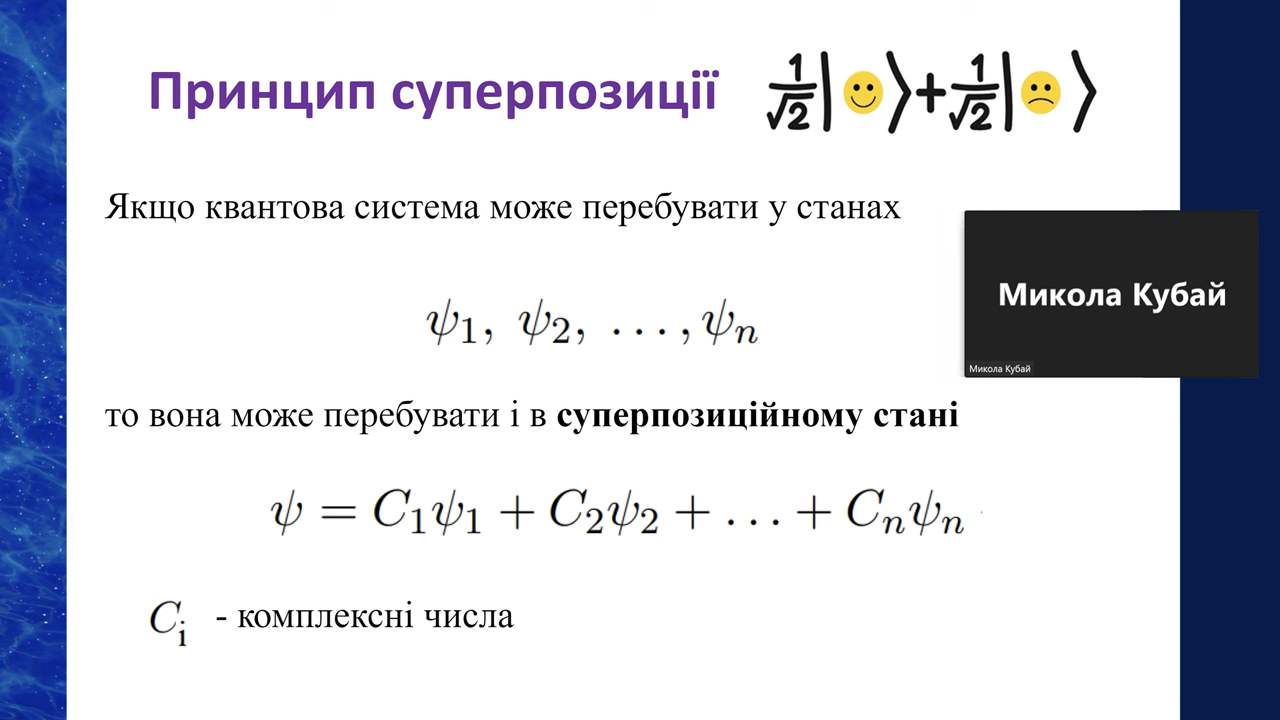 Принцип суперпозиції
1/√2|🙂⟩+1/√2|☹⟩
Якщо квантова система може перебувати у станах
Микола Кубай
ψ₁, ψ₂, ...,ψₙ
Микола Кубай
то вона може перебувати і в суперпозиційному стані
ψ = C₁ψ₁ + C₂ψ₂ + ... + Cₙψₙ
Cᵢ - комплексні числа